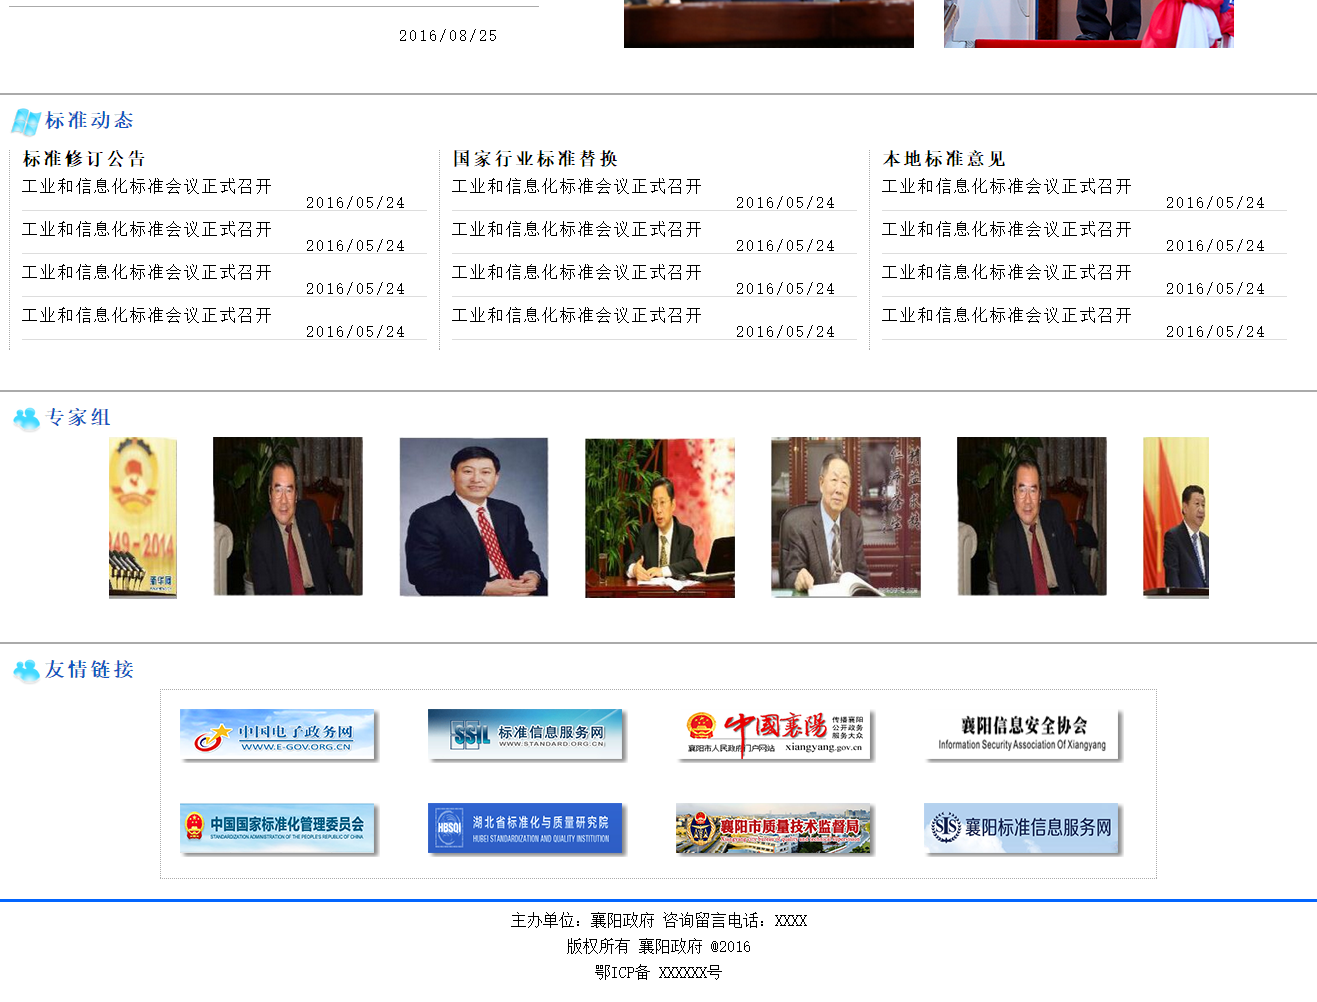 2016/08/25
标准动态
标准修订公告
工业和信息化标准会议正式召开
2016/05/24
工业和信息化标准会议正式召开
2016/05/24
工业和信息化标准会议正式召开
2016/05/24
工业和信息化标准会议正式召开
2016/05/24
国家行业标准替换
工业和信息化标准会议正式召开
2016/05/24
工业和信息化标准会议正式召开
2016/05/24
工业和信息化标准会议正式召开
2016/05/24
工业和信息化标准会议正式召开
2016/05/24
本地标准意见
工业和信息化标准会议正式召开
2016/05/24
工业和信息化标准会议正式召开
2016/05/24
工业和信息化标准会议正式召开
2016/05/24
工业和信息化标准会议正式召开
2016/05/24
专家组
949-2014
新华网
友情链接
中国电子政务网
WWW.E-GOV.ORG.CN
SSIL
标准信息服务网
WWW.STANDARD.ORG.CN
中國襄陽
传播襄阳
公开政务
服务大众
襄阳市人民政府门户网站 xiangyang.gov.cn
襄阳信息安全协会
Information Security Association Of Xiangyang
中国国家标准化管理委员会
STANDARDIZATION ADMINISTRATION OF THE PEOPLE'S REPUBLIC OF CHINA
HBSQI
湖北省标准化与质量研究院
HUBEI STANDARDIZATION AND QUALITY INSTITUTION
襄阳市质量技术监督局
SIS
襄阳标准信息服务网
主办单位：襄阳政府 咨询留言电话：XXXX
版权所有 襄阳政府 @2016
鄂ICP备 XXXXXX号